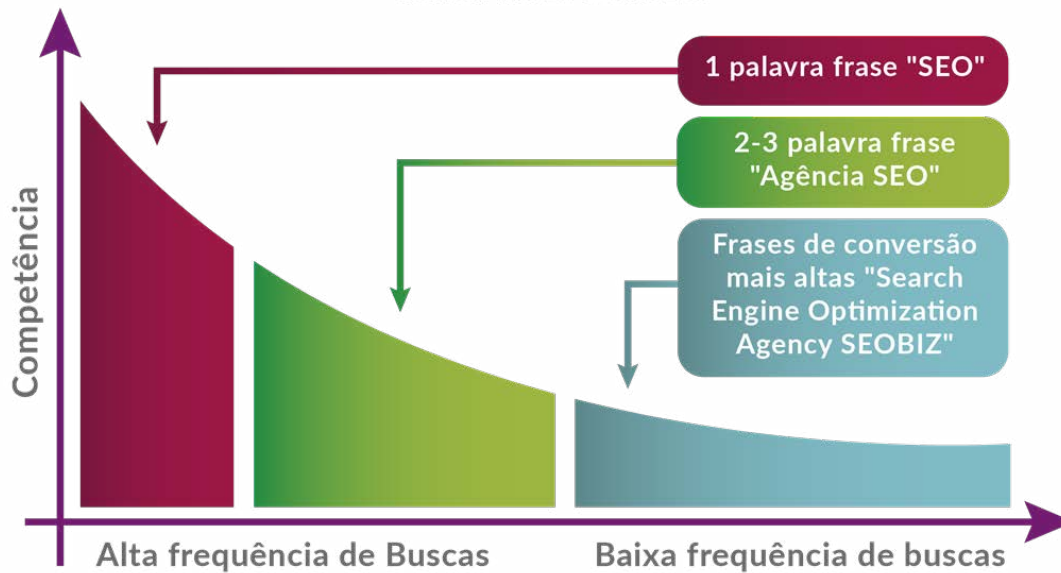 1 palavra frase "SEO"
2-3 palavra frase
"Agência SEO"
Frases de conversão
mais altas "Search
Engine Optimization
Agency SEOBIZ"
Competência
Alta frequência de Buscas
Baixa frequência de buscas